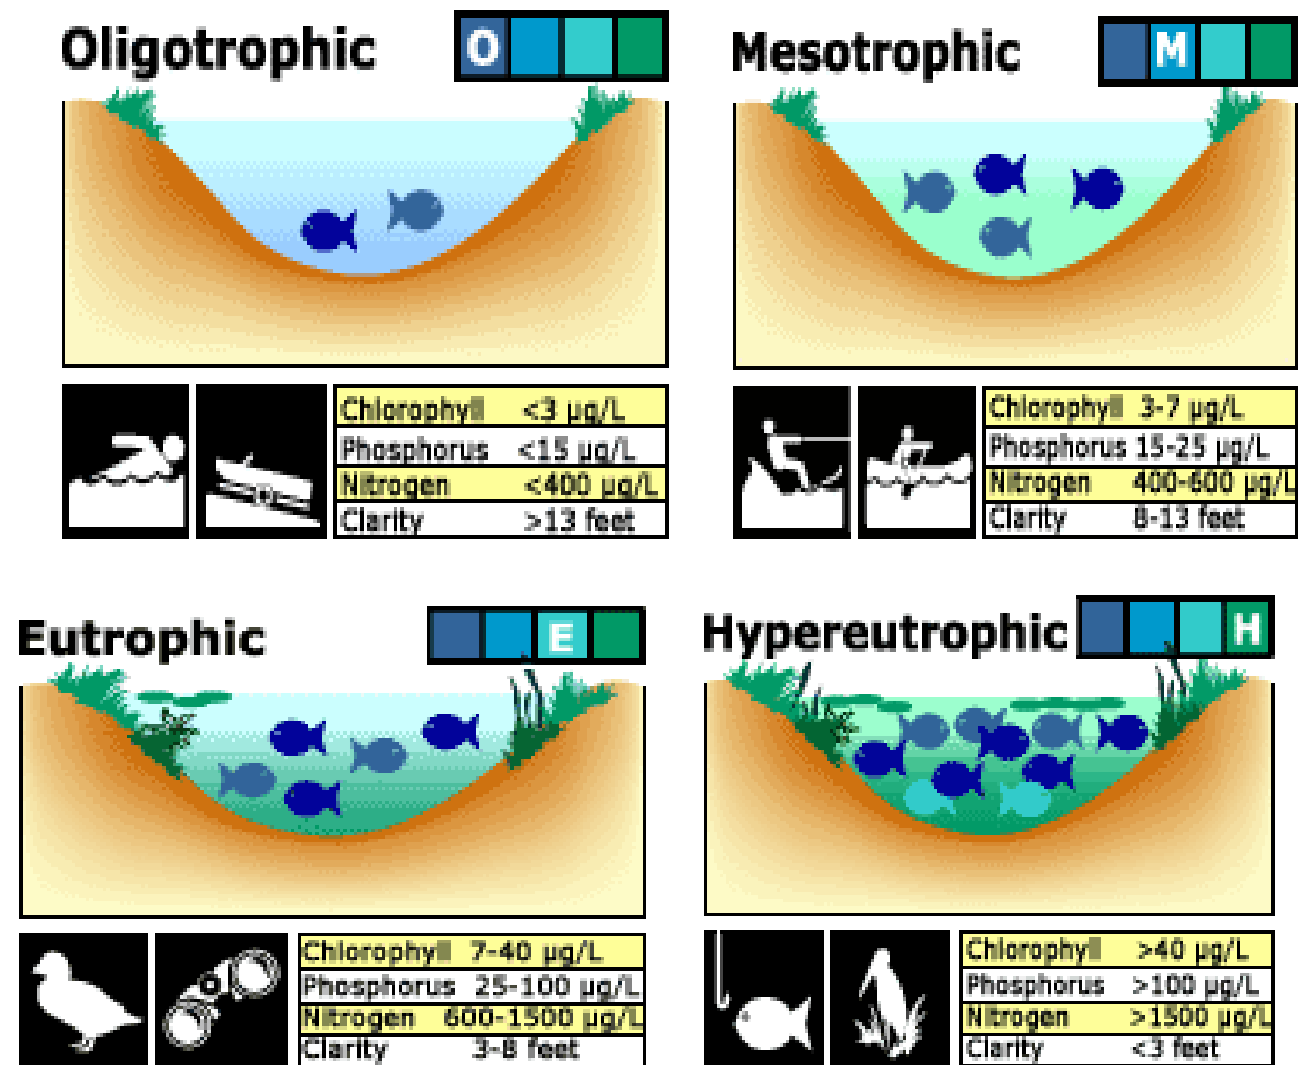 Oligotrophic O
Chlorophyll <3 µg/L
Phosphorus <15 µg/L
Nitrogen <400 µg/L
Clarity >13 feet
Mesotrophic M
Chlorophyll 3-7 µg/L
Phosphorus 15-25 µg/L
Nitrogen 400-600 µg/L
Clarity 8-13 feet
Eutrophic E
Chlorophyll 7-40 µg/L
Phosphorus 25-100 µg/L
Nitrogen 600-1500 µg/L
Clarity 3-8 feet
Hypereutrophic H
Chlorophyll >40 µg/L
Phosphorus >100 µg/L
Nitrogen >1500 µg/L
Clarity <3 feet